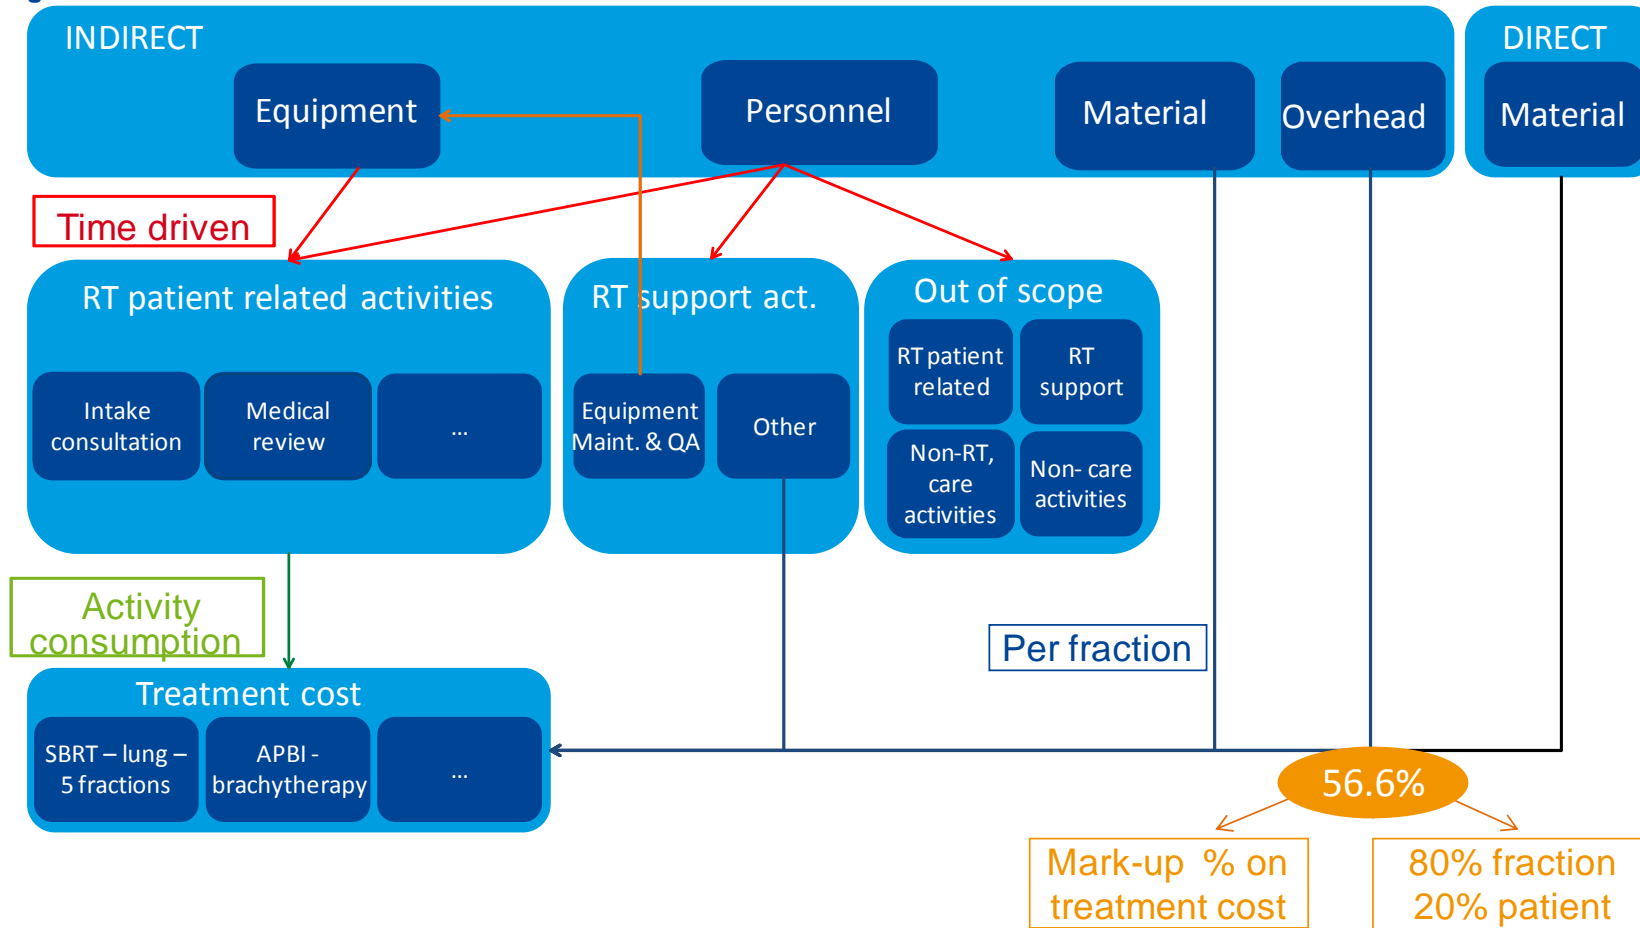 INDIRECT
DIRECT
Equipment
Personnel
Material
Overhead
Material
Time driven
RT patient related activities
Intake
consultation
Medical
review
...
RT support act.
Equipment
Maint. & QA
Other
Out of scope
RT patient
related
RT
support
Non-RT,
care
activities
Non- care
activities
Activity
consumption
Per fraction
Treatment cost
SBRT – lung –
5 fractions
APBI -
brachytherapy
...
56.6%
Mark-up % on
treatment cost
80% fraction
20% patient